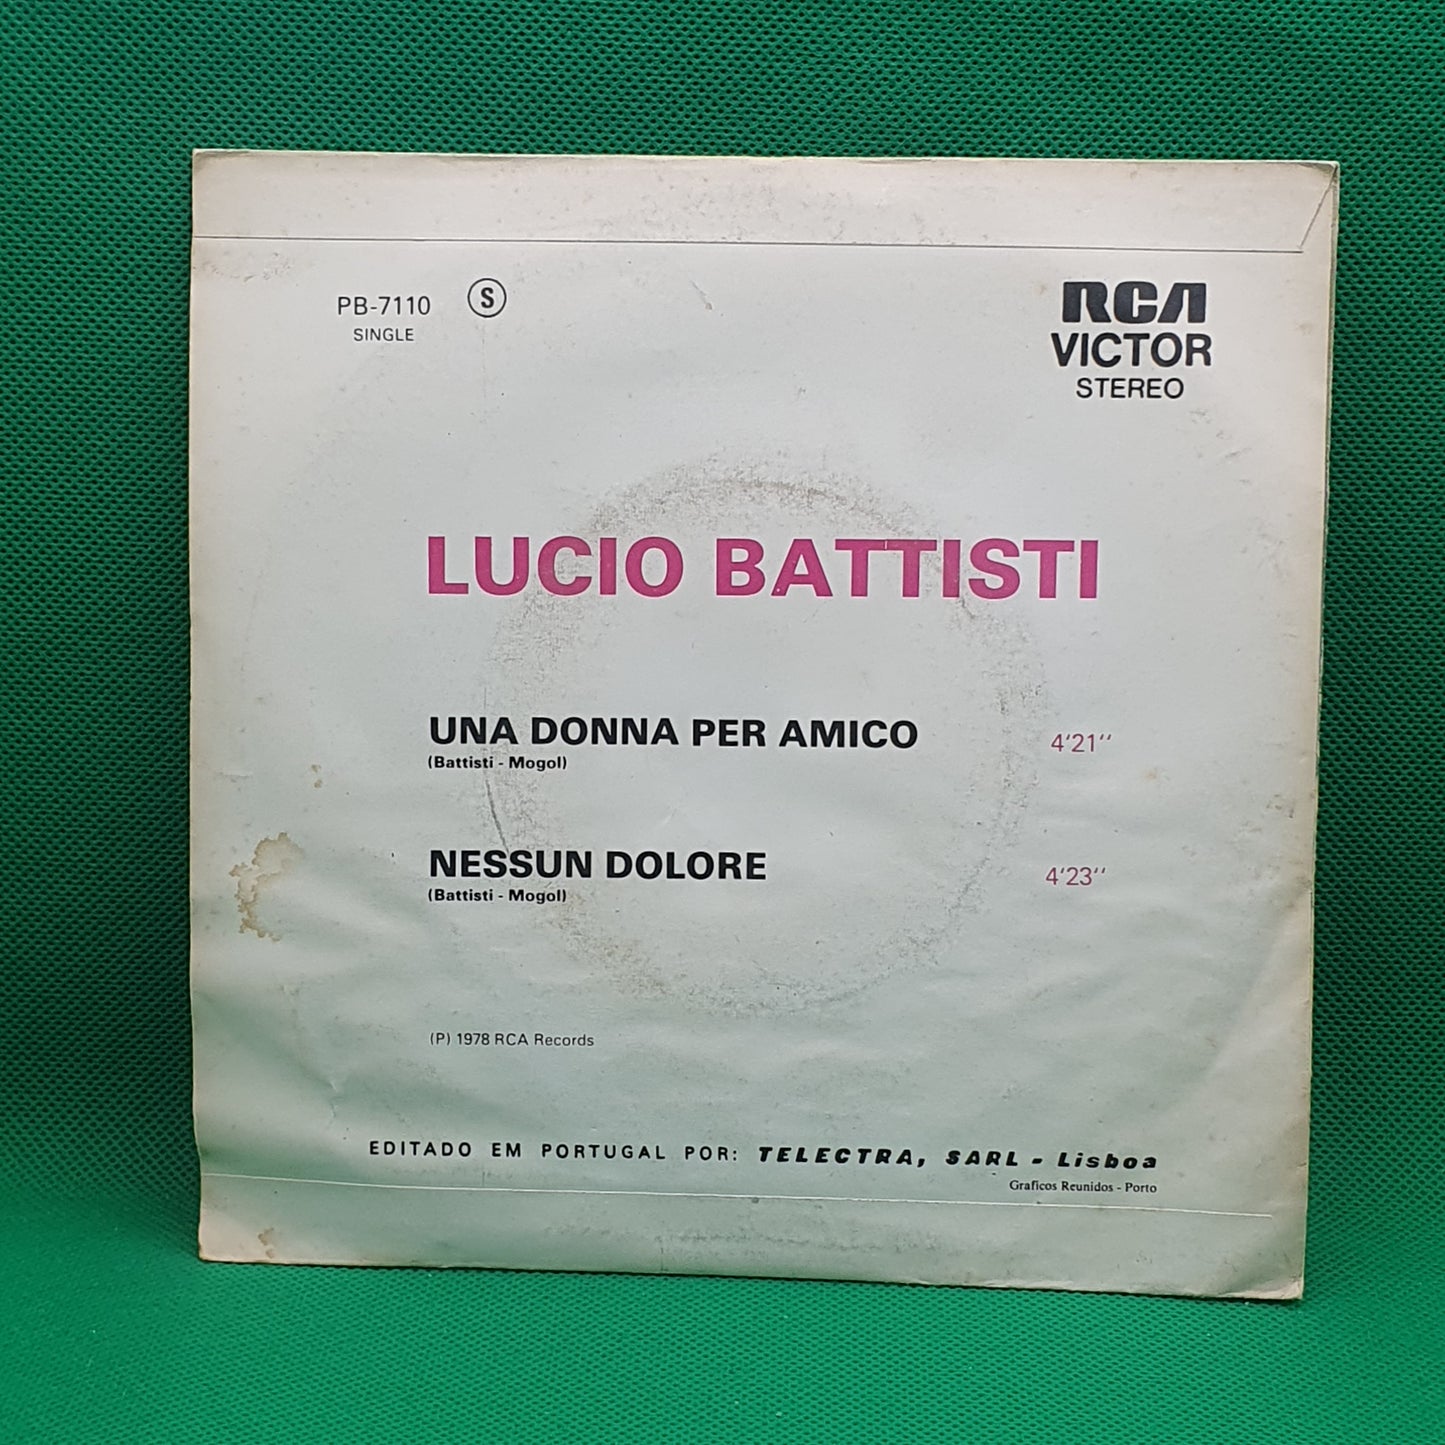 PB-7110 Ⓢ
SINGLE
RCA
VICTOR
STEREO
LUCIO BATTISTI
UNA DONNA PER AMICO 4'21''
(Battisti - Mogol)
NESSUN DOLORE 4'23''
(Battisti - Mogol)
(P) 1978 RCA Records
EDITADO EM PORTUGAL POR: TELECTRA, SARL - Lisboa
Graficos Reunidos - Porto